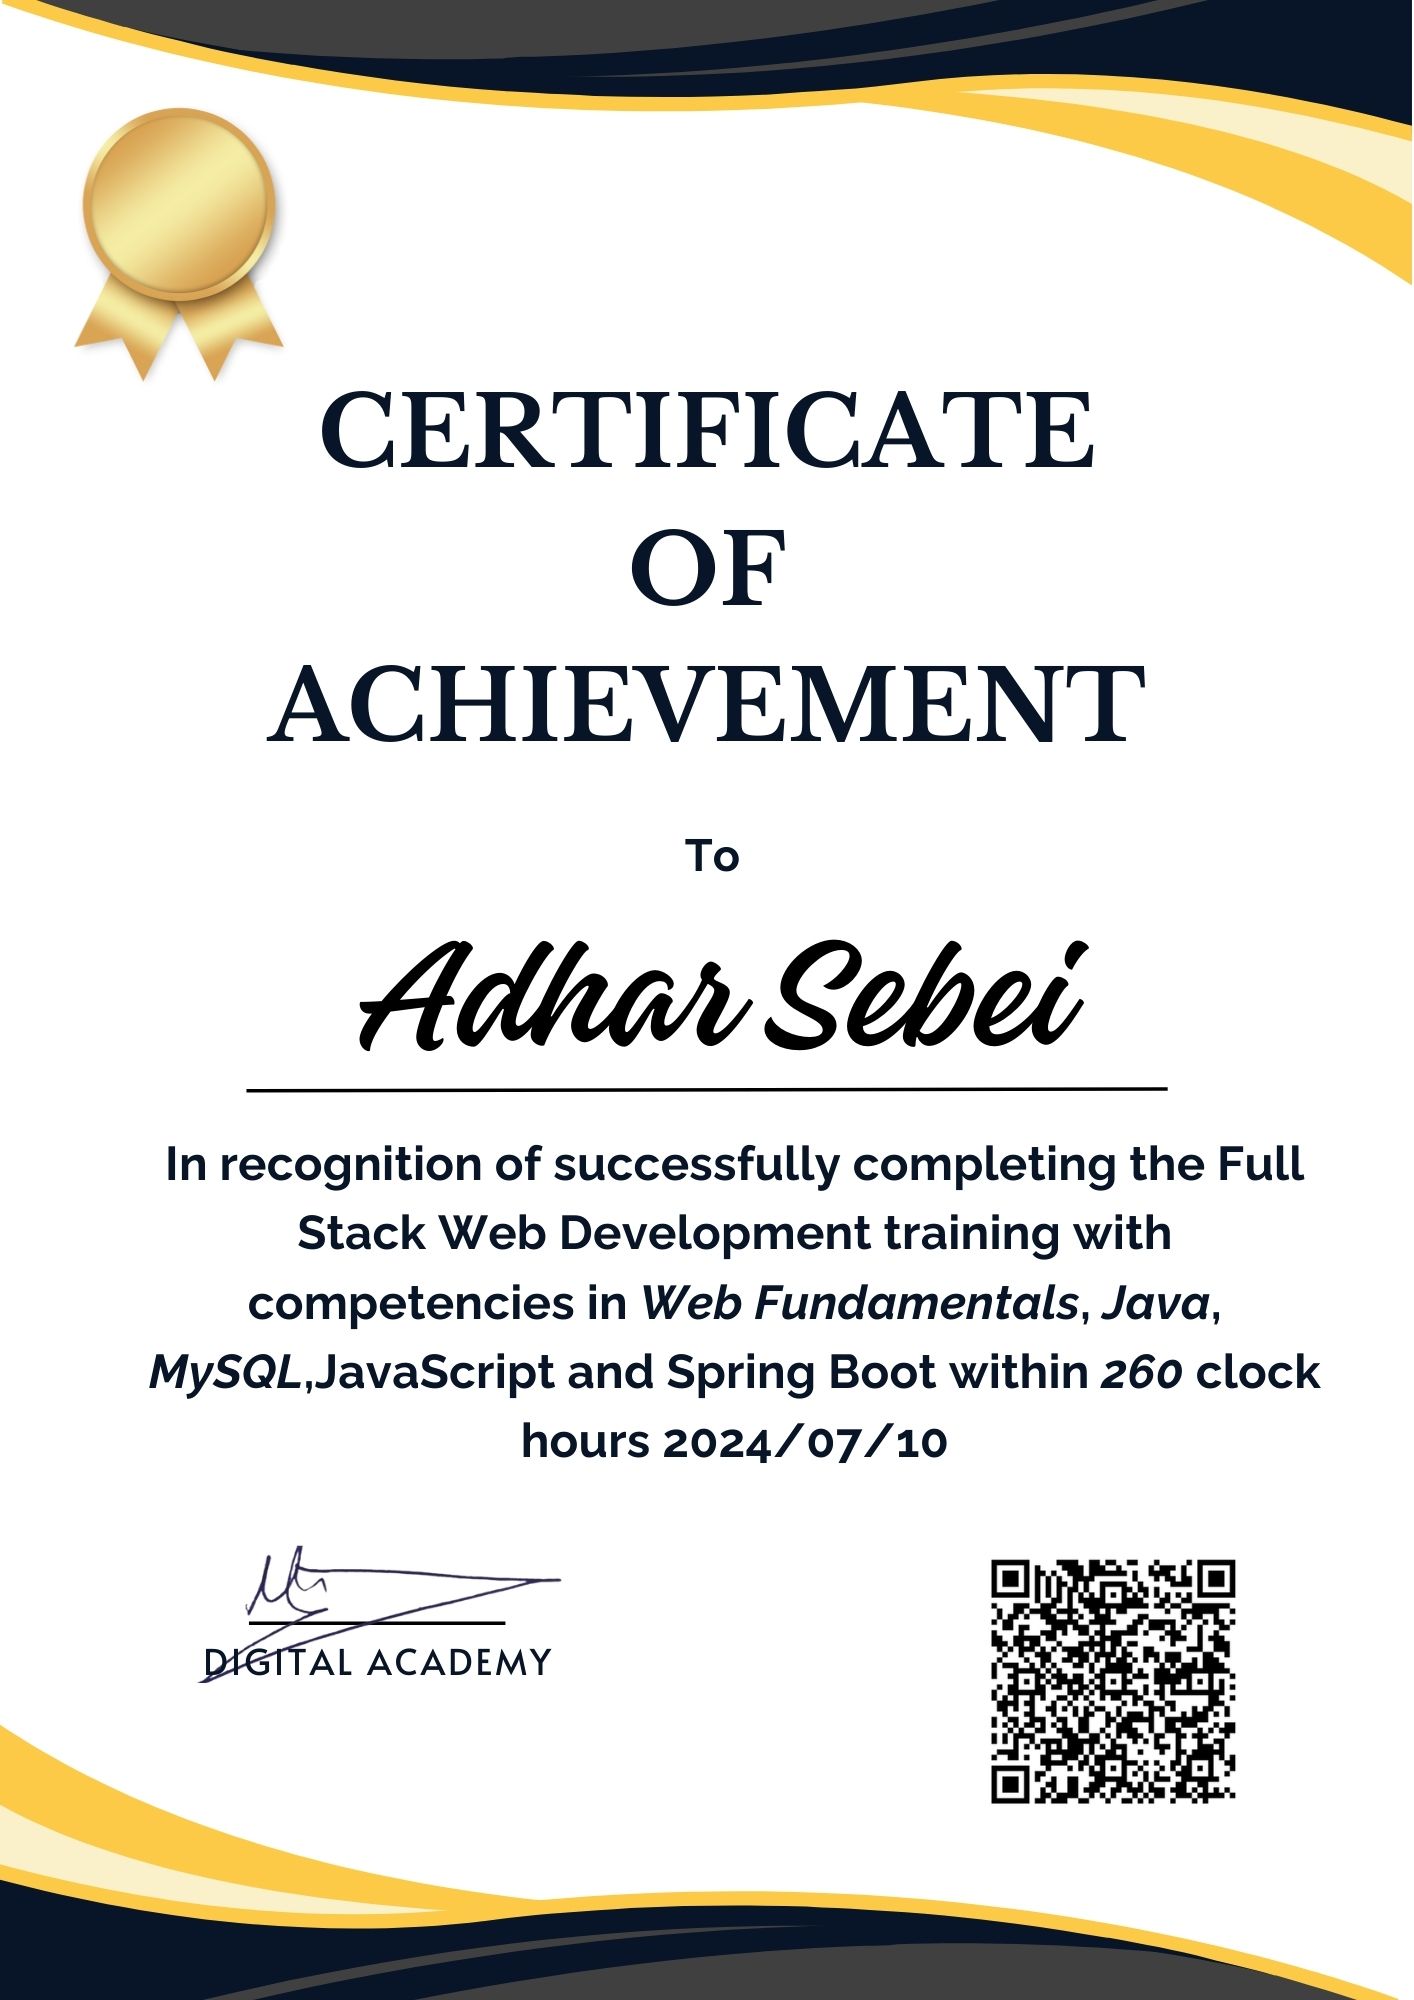 CERTIFICATE
OF
ACHIEVEMENT
To
Adhar Sebei
In recognition of successfully completing the Full
Stack Web Development training with
competencies in Web Fundamentals, Java,
MySQL,JavaScript and Spring Boot within 260 clock
hours 2024/07/10
DIGITAL ACADEMY